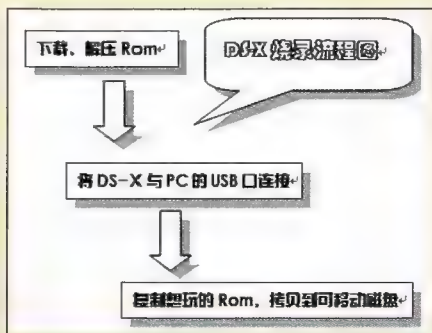 下载、解压 Rom
DS-X 烧录流程图
将 DS-X 与 PC 的 USB 口连接
复制想玩的 Rom，拷贝到可移动磁盘